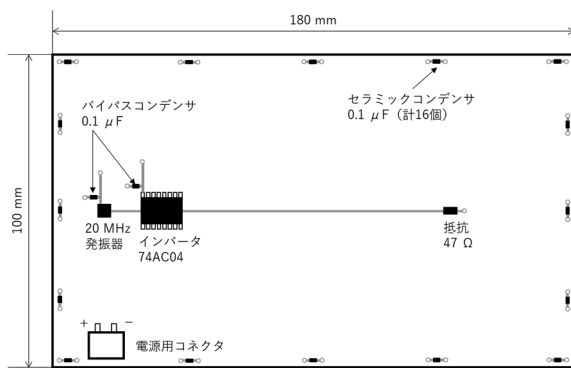 180 mm
100 mm
バイパスコンデンサ
0.1 μF
セラミックコンデンサ
0.1 μF（計16個）
20 MHz
発振器
インバータ
74AC04
抵抗
47 Ω
+ −
電源用コネクタ